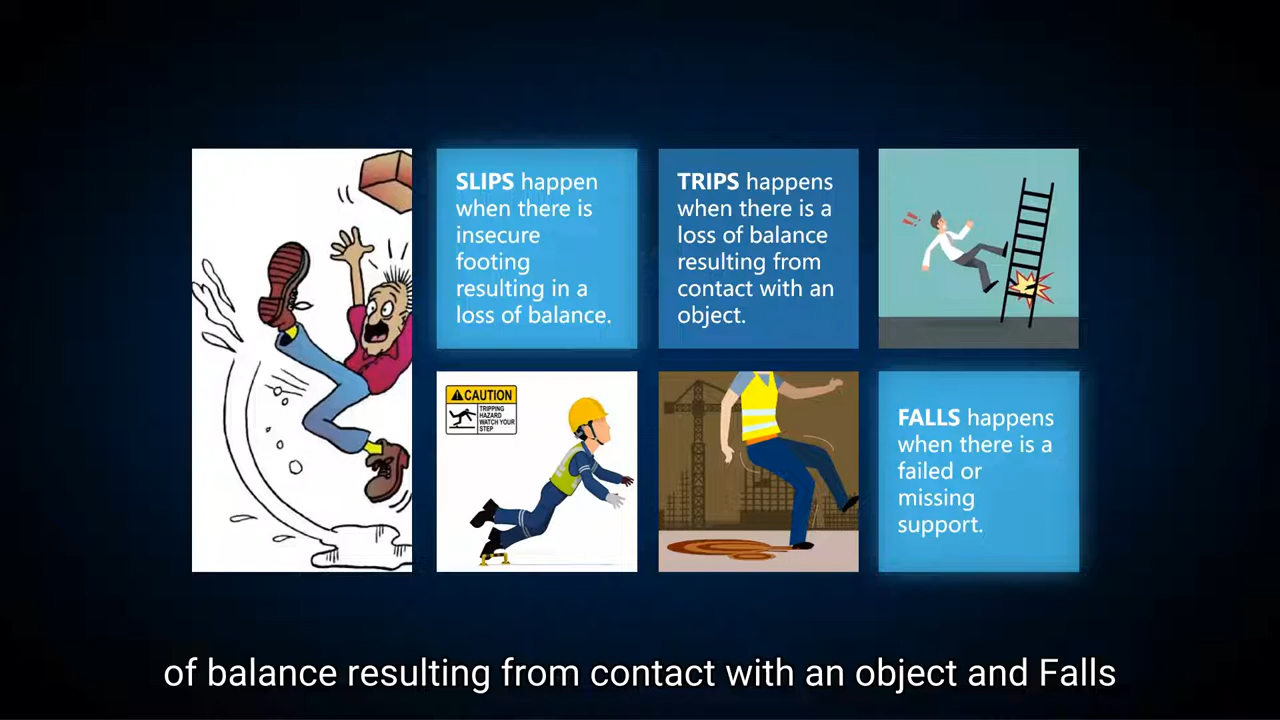 SLIPS happen
when there is
insecure
footing
resulting in a
loss of balance.
TRIPS happens
when there is a
loss of balance
resulting from
contact with an
object.
CAUTION
TRIPPING
HAZARD
WATCH YOUR
STEP
FALLS happens
when there is a
failed or
missing
support.
of balance resulting from contact with an object and Falls